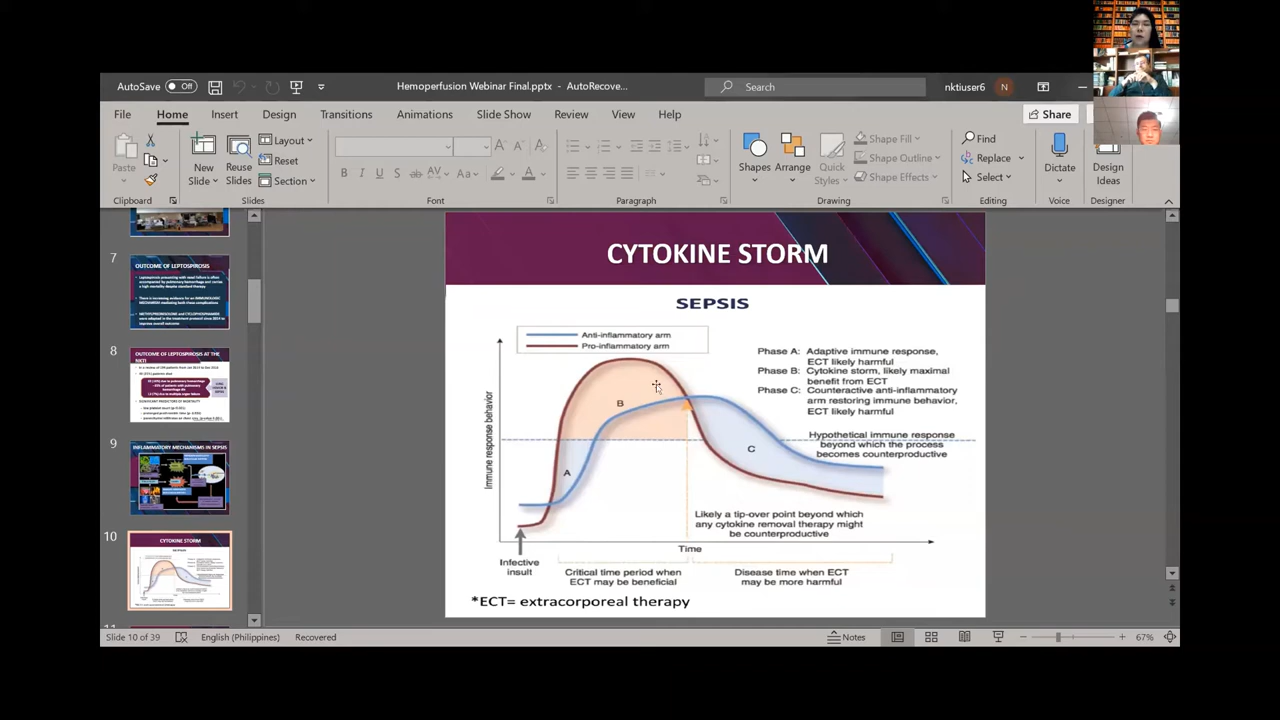 AutoSave Off Hemoperfusion Webinar Final.pptx - AutoRecove... Search nktiuser6 N
File Home Insert Design Transitions Animations Slide Show Review View Help Share
Paste New Slide Reuse Slides Layout Reset Section
B I U S ab AV Aa A
Shapes Arrange Quick Styles Shape Fill Shape Outline Shape Effects
Find Replace Select Dictate Design Ideas
Clipboard Slides Font Paragraph Drawing Editing Voice Designer
7
OUTCOME OF LEPTOSPIROSIS
8
OUTCOME OF LEPTOSPIROSIS AT THE NKTI
9
INFLAMMATORY MECHANISMS IN SEPSIS
10
CYTOKINE STORM
CYTOKINE STORM
SEPSIS
Anti-inflammatory arm
Pro-inflammatory arm
Immune response behavior
A
B
C
Phase A: Adaptive immune response,
ECT likely harmful
Phase B: Cytokine storm, likely maximal
benefit from ECT
Phase C: Counteractive anti-inflammatory
arm restoring immune behavior,
ECT likely harmful
Hypothetical immune response
beyond which the process
becomes counterproductive
Likely a tip-over point beyond which
any cytokine removal therapy might
be counterproductive
Time
Infective
insult
Critical time period when
ECT may be beneficial
Disease time when ECT
may be more harmful
*ECT= extracorporeal therapy
Slide 10 of 39 English (Philippines) Recovered Notes 67%